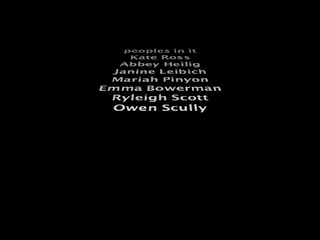 peoples in it
Kate Ross
Abbey Heilig
Janine Leibich
Mariah Pinyon
Emma Bowerman
Ryleigh Scott
Owen Scully